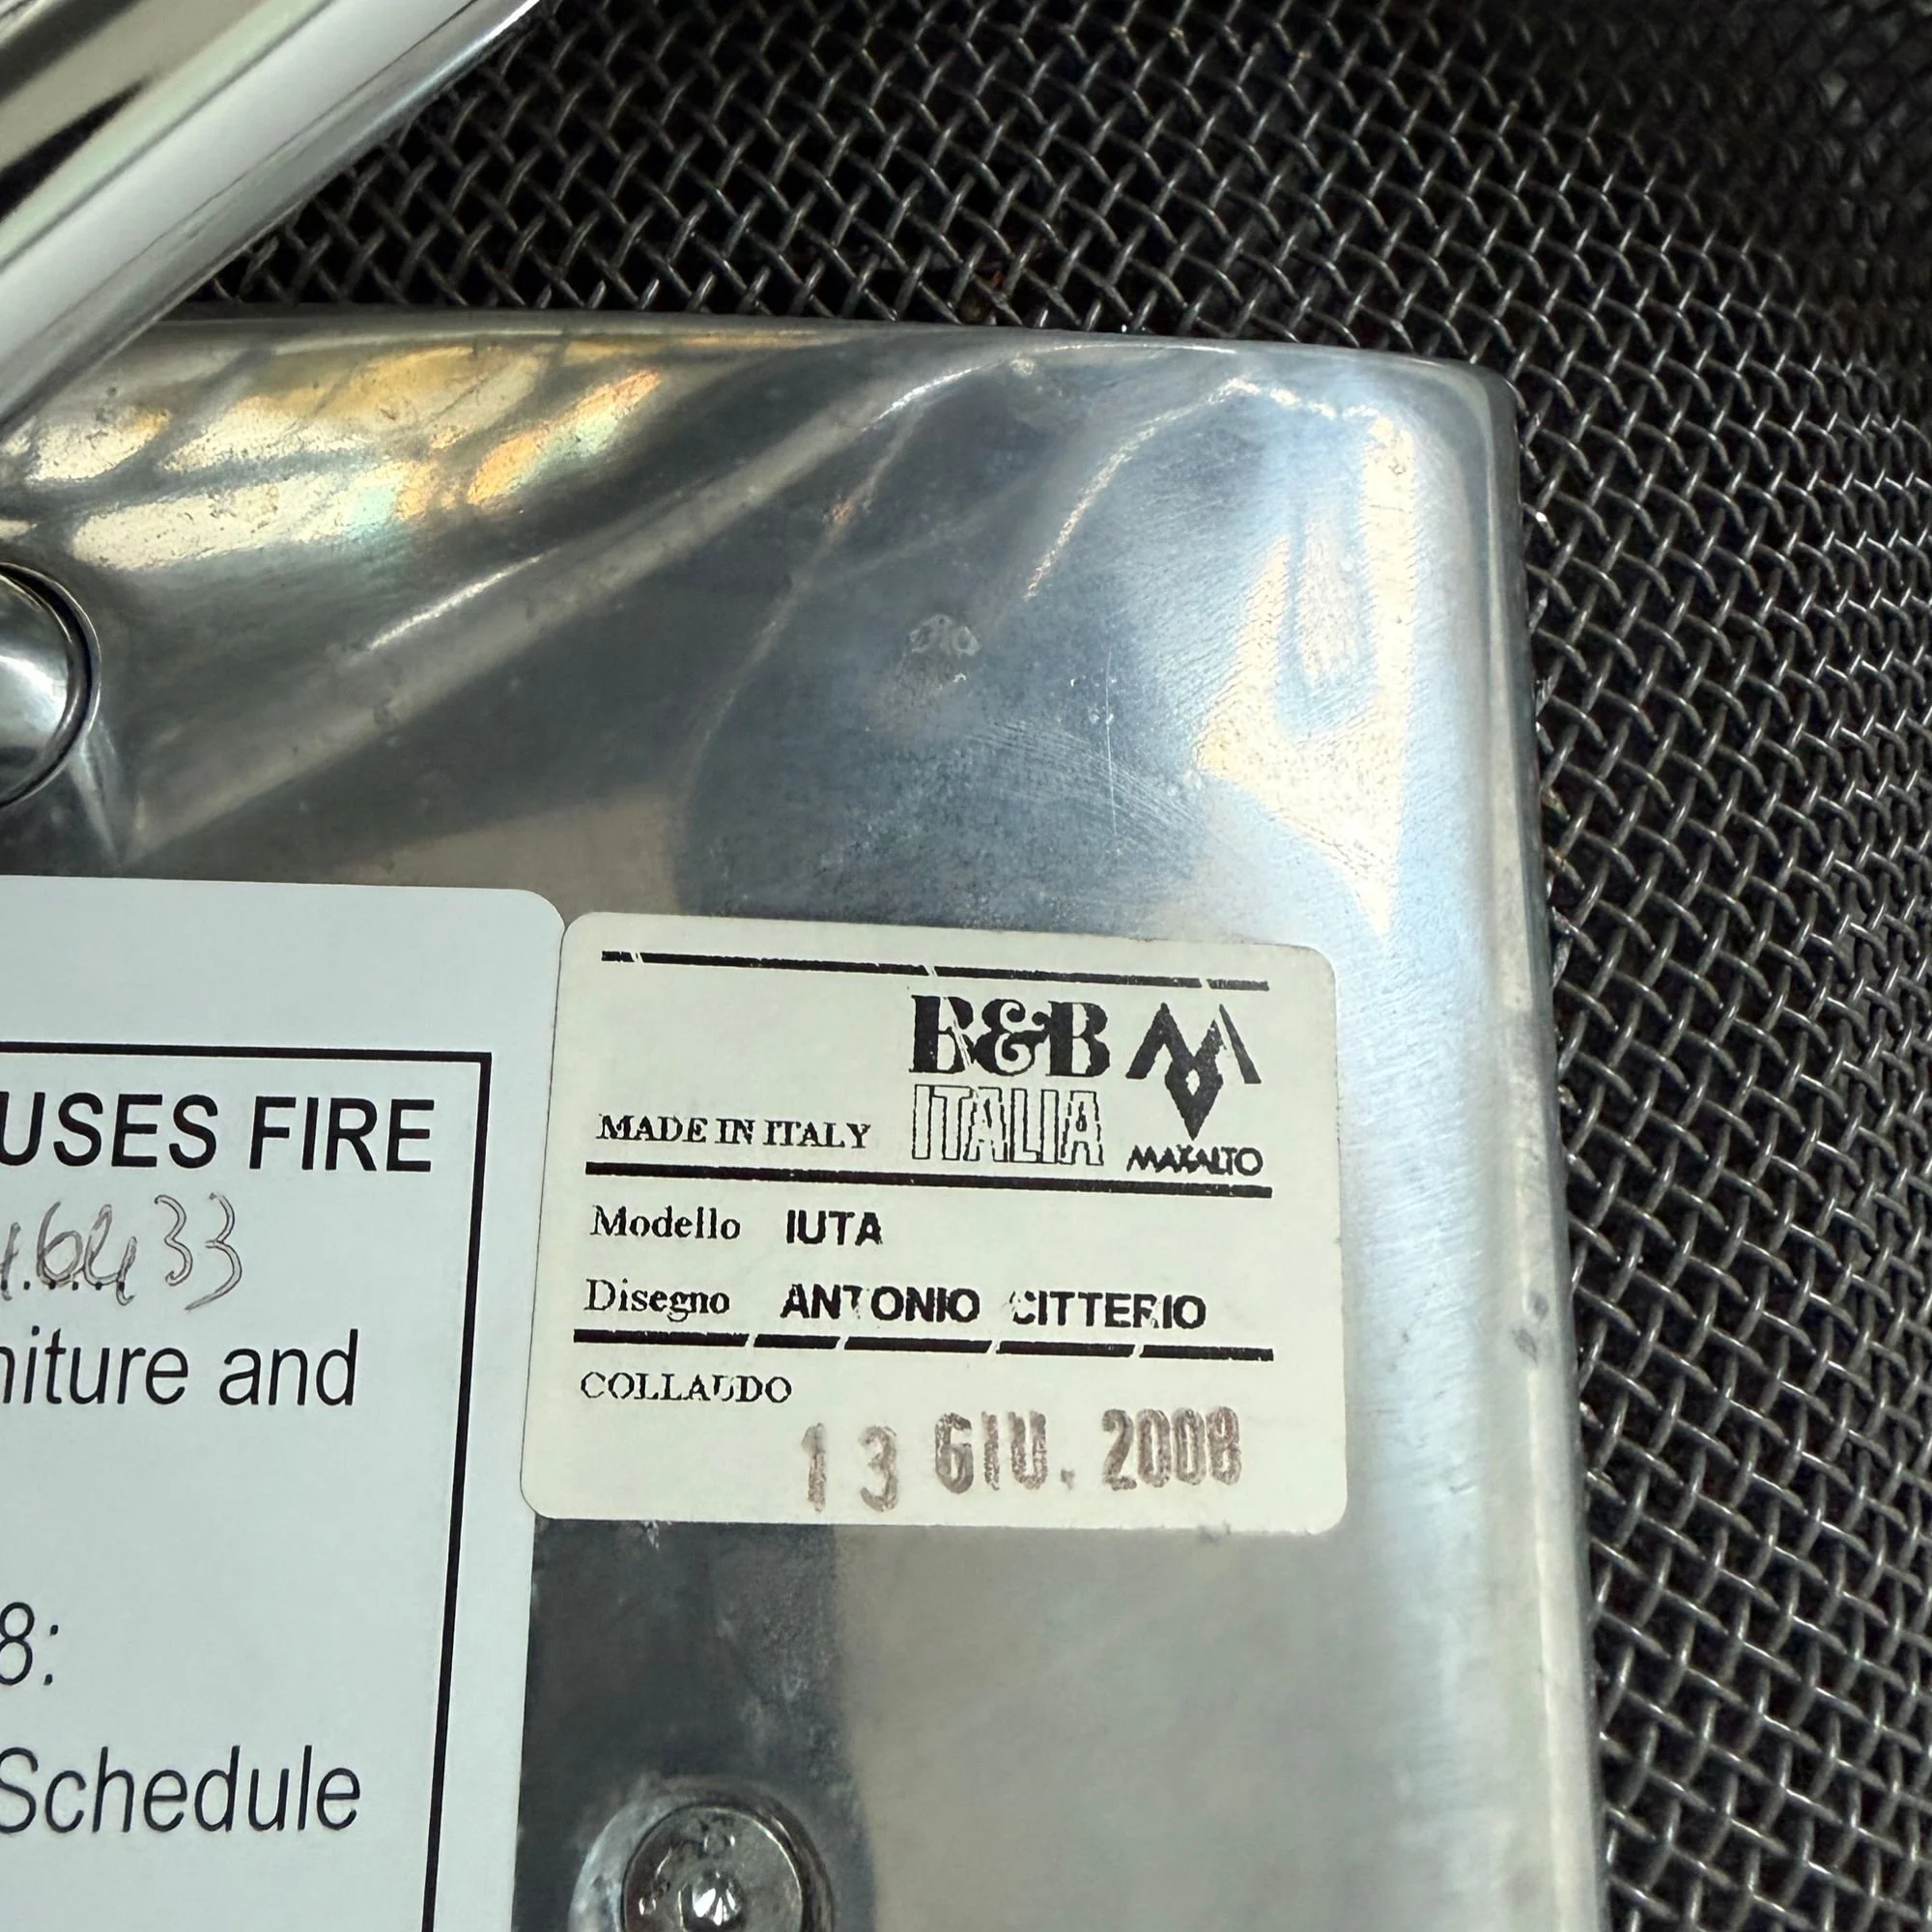 USES FIRE
33
niture and
8:
Schedule
B&B
ITALIA
MADE IN ITALY
MAXALTO
Modello IUTA
Disegno ANTONIO CITTERIO
COLLAUDO
13 GIU. 2008